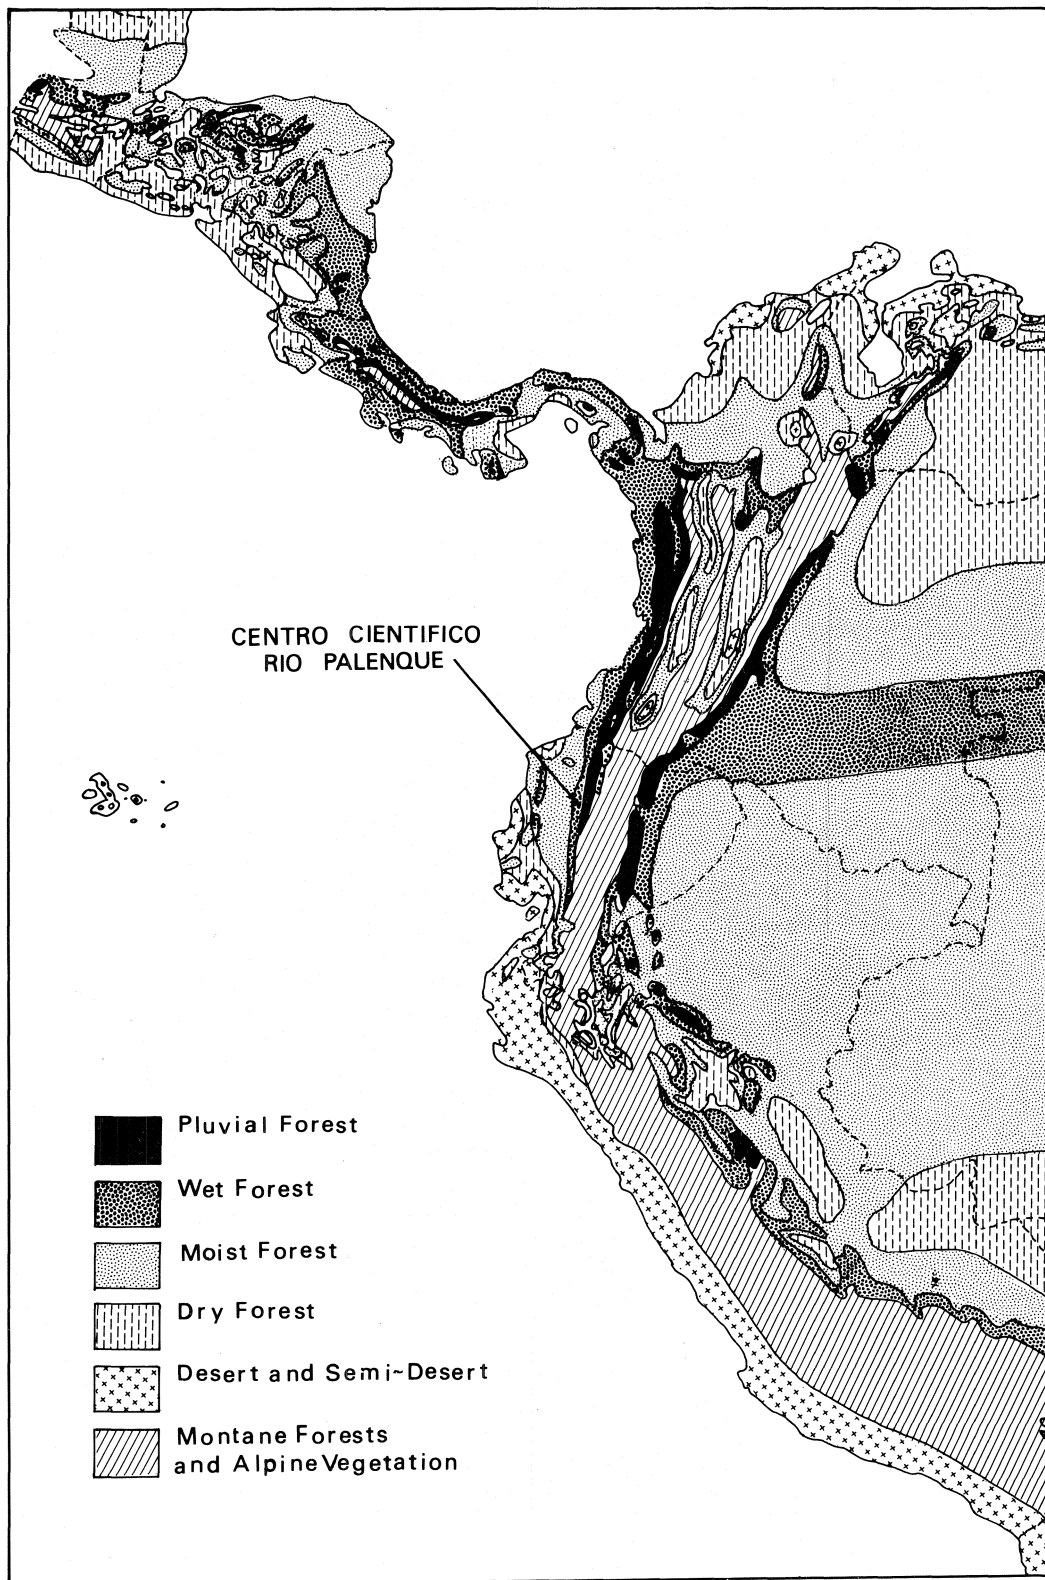 CENTRO CIENTIFICO
RIO PALENQUE
Pluvial Forest
Wet Forest
Moist Forest
Dry Forest
Desert and Semi~Desert
Montane Forests
and Alpine Vegetation